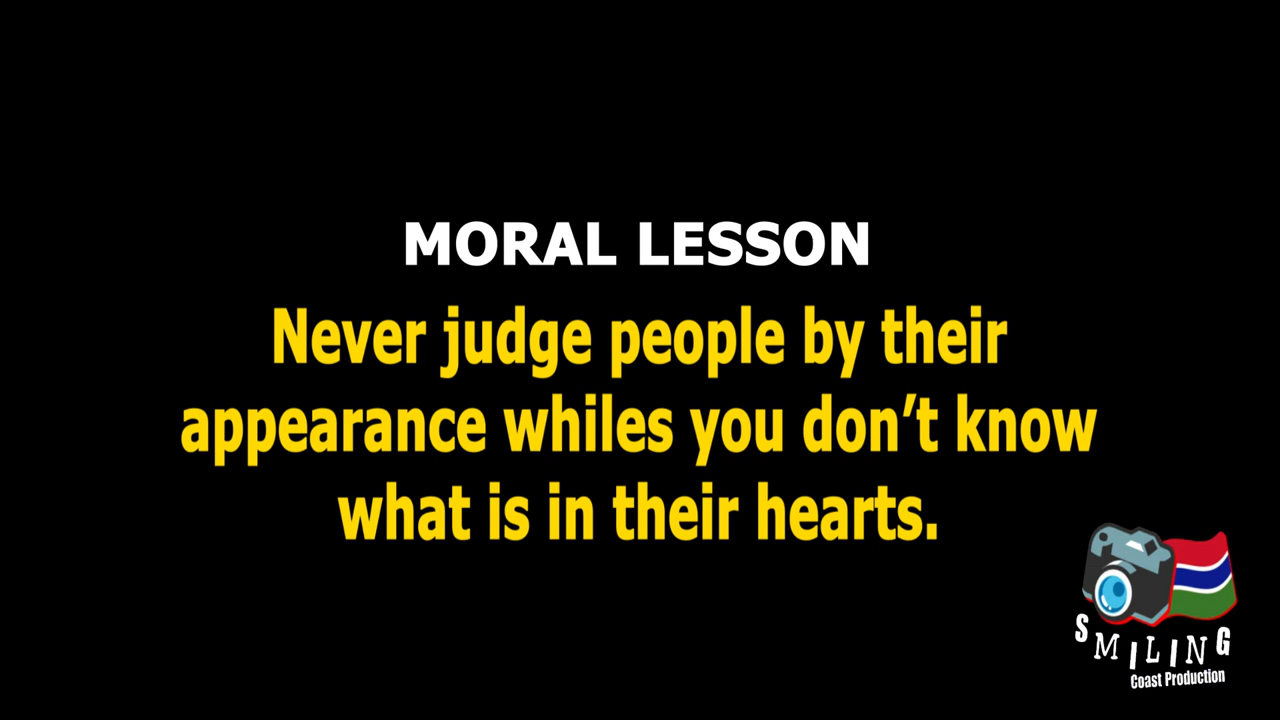 MORAL LESSON
Never judge people by their
appearance whiles you don’t know
what is in their hearts.
SMILING
Coast Production